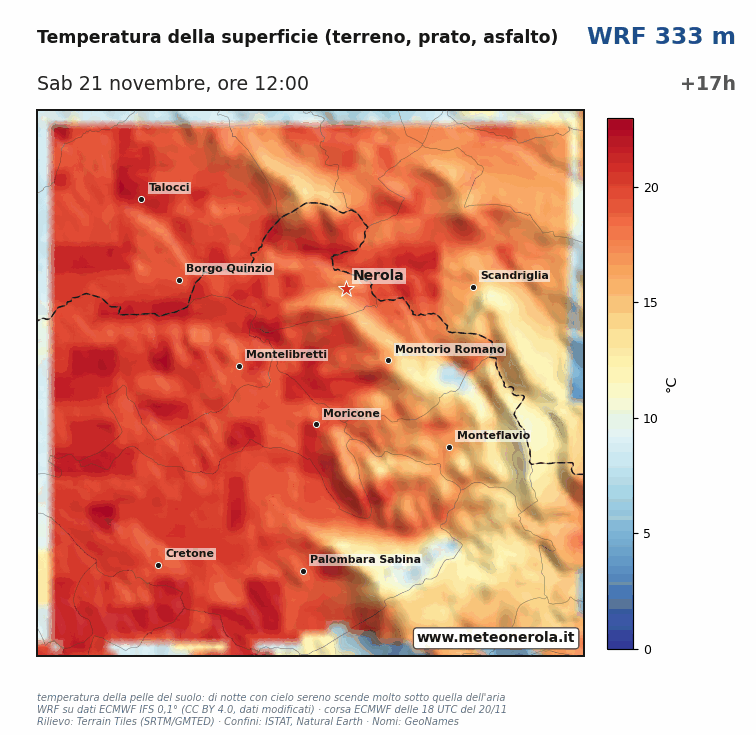 Temperatura della superficie (terreno, prato, asfalto)
WRF 333 m
Sab 21 novembre, ore 12:00
+17h
Talocci
Borgo Quinzio
Nerola
Scandriglia
Montelibretti
Montorio Romano
Moricone
Monteflavio
Cretone
Palombara Sabina
www.meteonerola.it
20
15
10
5
0
°C
temperatura della pelle del suolo: di notte con cielo sereno scende molto sotto quella dell'aria
WRF su dati ECMWF IFS 0,1° (CC BY 4.0, dati modificati) · corsa ECMWF delle 18 UTC del 20/11
Rilievo: Terrain Tiles (SRTM/GMTED) · Confini: ISTAT, Natural Earth · Nomi: GeoNames